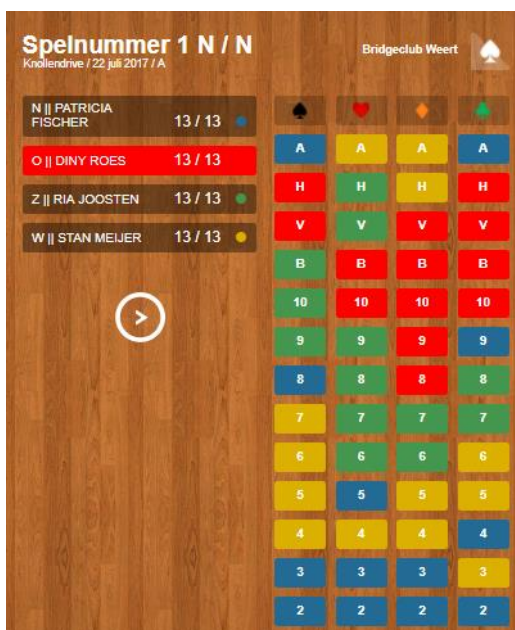 Spelnummer 1 N / N
Knollendrive / 22 juli 2017 / A
Bridgeclub Weert
N || PATRICIA
FISCHER 13 / 13
O || DINY ROES 13 / 13
Z || RIA JOOSTEN 13 / 13
W || STAN MEIJER 13 / 13
>
A A A A
H H H H
V V V V
B B B B
10 10 10 10
9 9 9 9
8 8 8 8
7 7 7 7
6 6 6 6
5 5 5 5
4 4 4 4
3 3 3 3
2 2 2 2